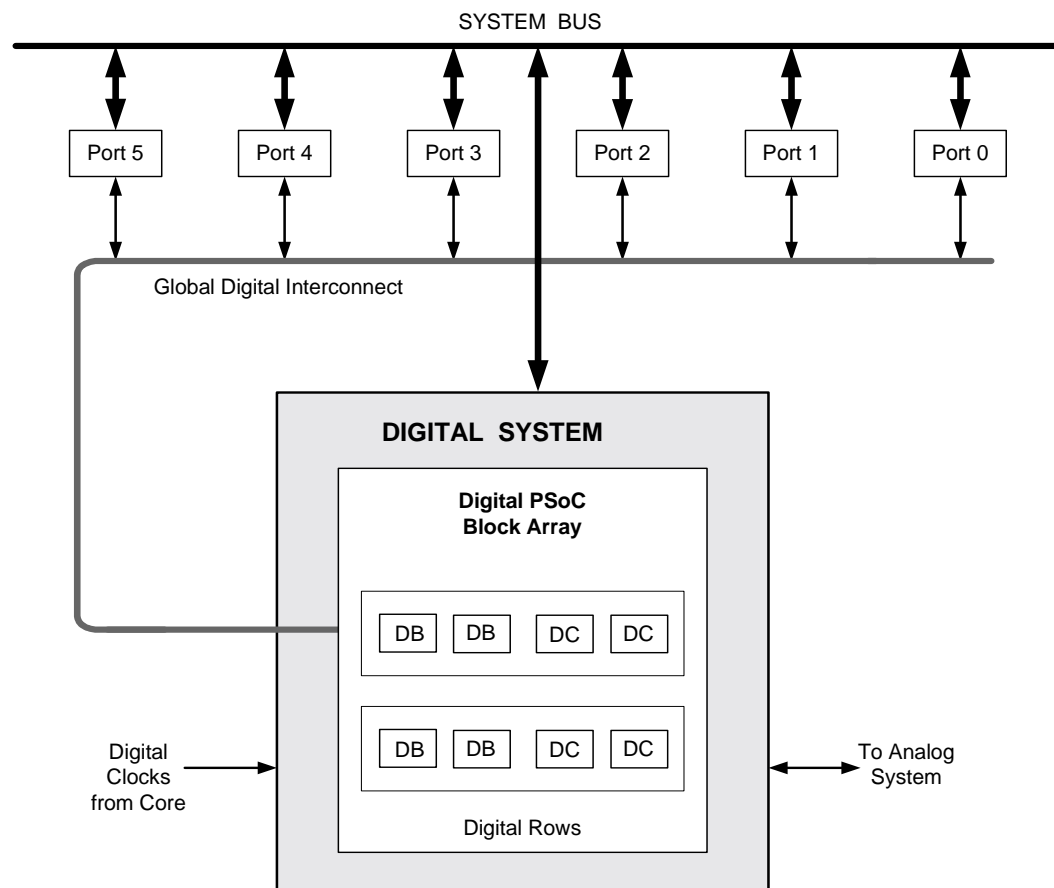 SYSTEM BUS
Port 5
Port 4
Port 3
Port 2
Port 1
Port 0
Global Digital Interconnect
DIGITAL SYSTEM
Digital PSoC
Block Array
DB
DB
DC
DC
DB
DB
DC
DC
Digital Rows
Digital
Clocks
from Core
To Analog
System